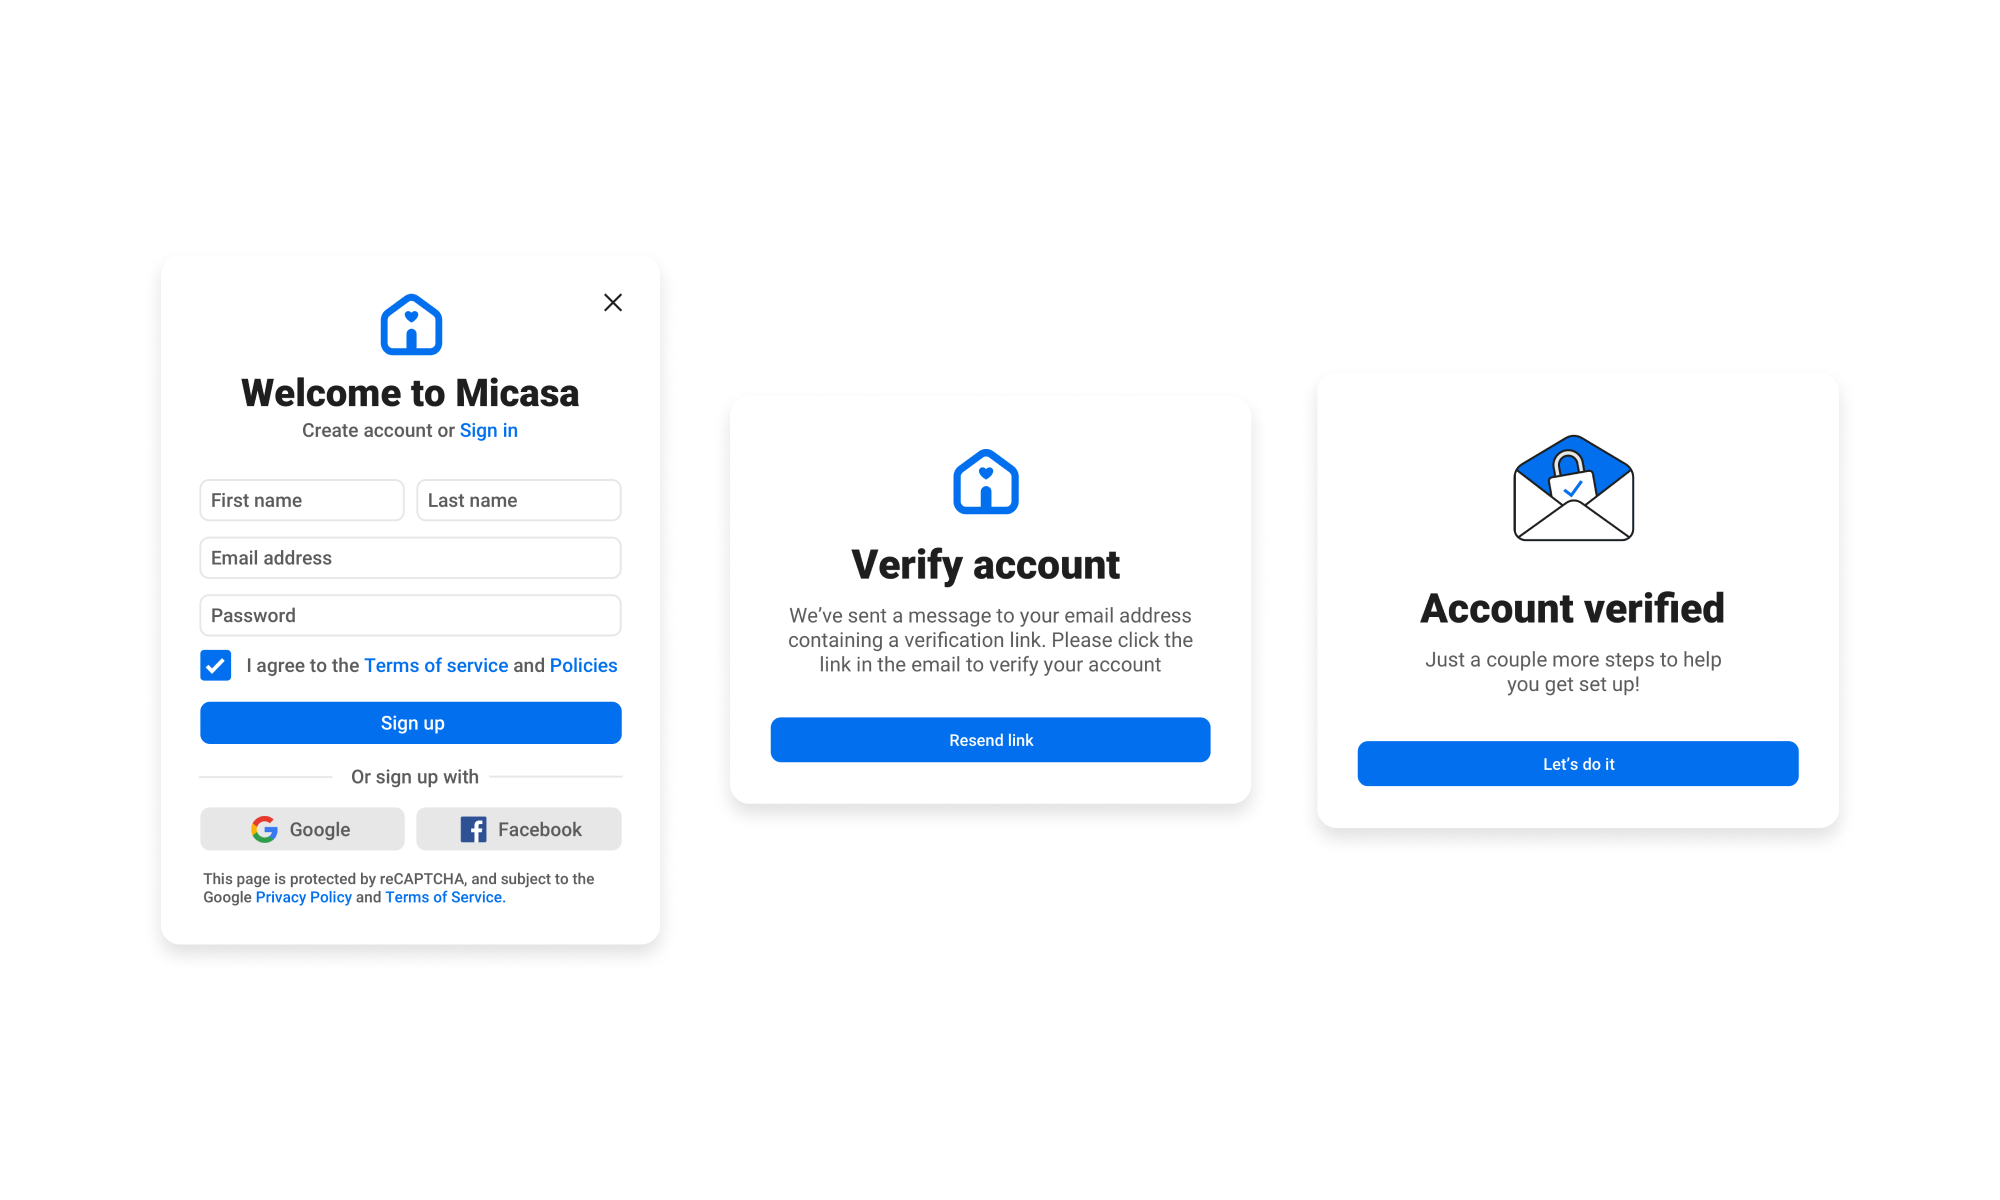 Welcome to Micasa
Create account or Sign in
First name
Last name
Email address
Password
I agree to the Terms of service and Policies
Sign up
Or sign up with
Google
Facebook
This page is protected by reCAPTCHA, and subject to the
Google Privacy Policy and Terms of Service.
Verify account
We’ve sent a message to your email address
containing a verification link. Please click the
link in the email to verify your account
Resend link
Account verified
Just a couple more steps to help
you get set up!
Let’s do it